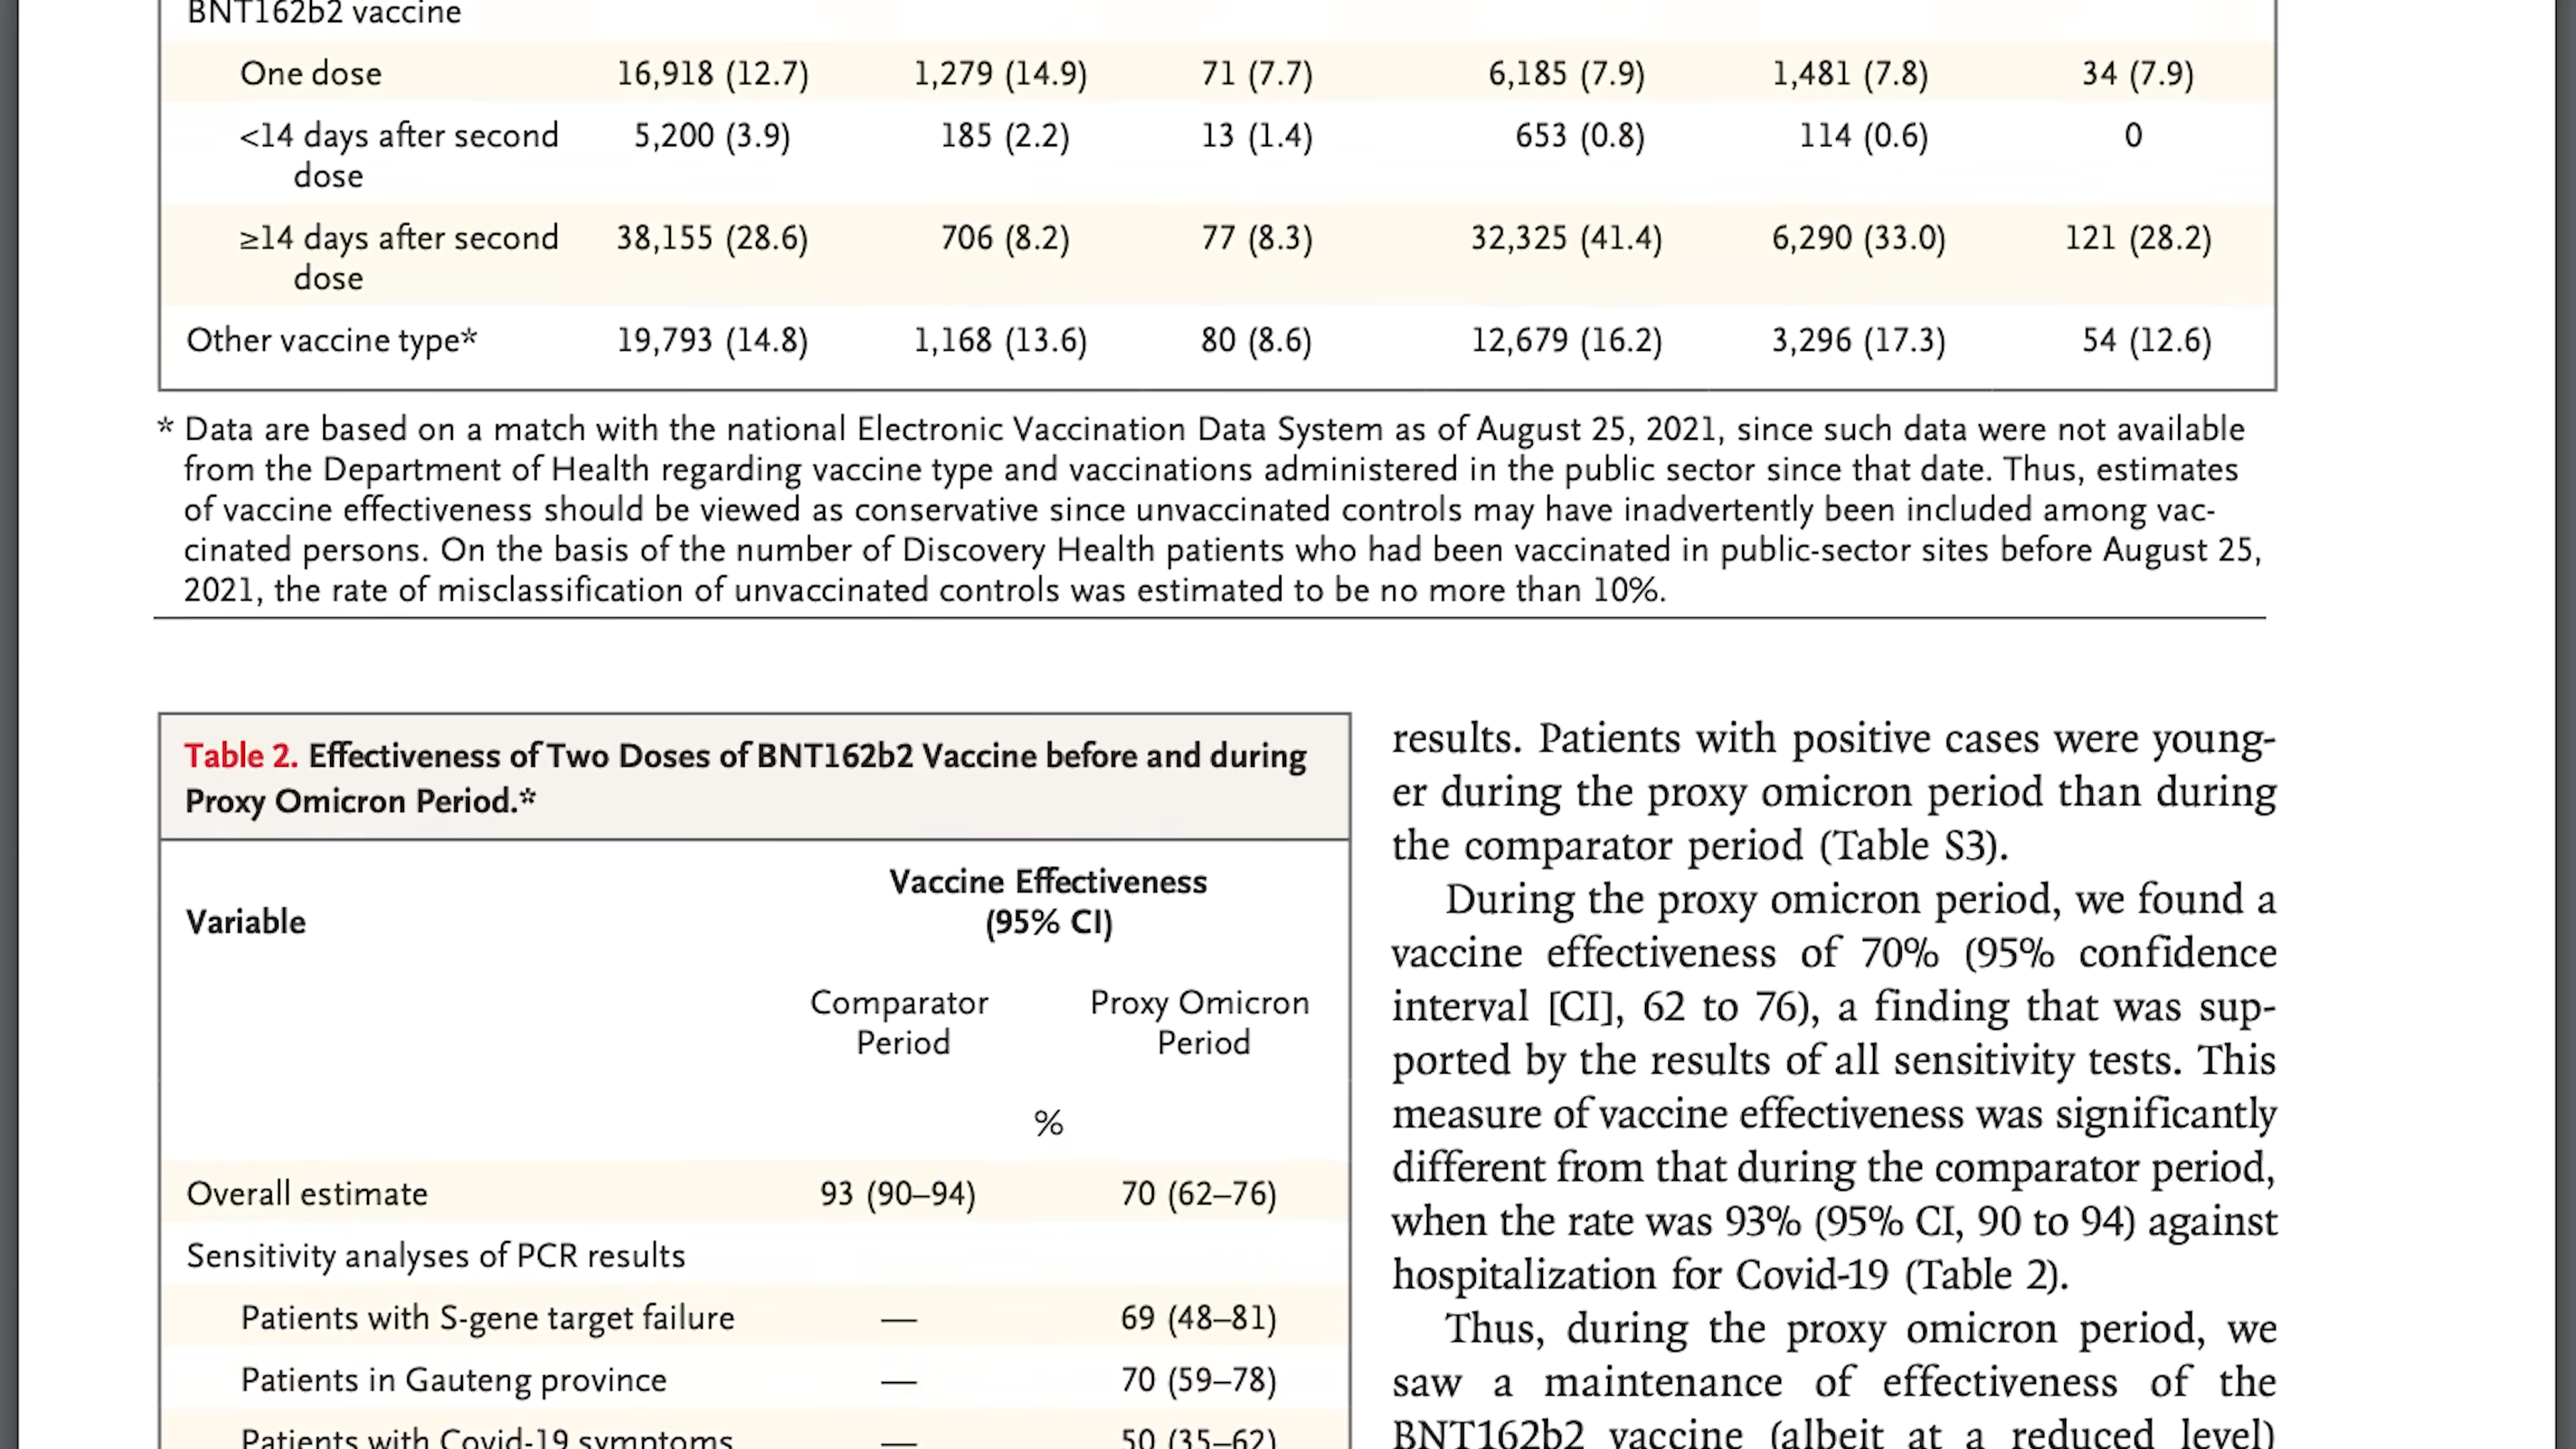 BNT162b2 vaccine
One dose 16,918 (12.7) 1,279 (14.9) 71 (7.7) 6,185 (7.9) 1,481 (7.8) 34 (7.9)
<14 days after second 5,200 (3.9) 185 (2.2) 13 (1.4) 653 (0.8) 114 (0.6) 0
dose
≥14 days after second 38,155 (28.6) 706 (8.2) 77 (8.3) 32,325 (41.4) 6,290 (33.0) 121 (28.2)
dose
Other vaccine type* 19,793 (14.8) 1,168 (13.6) 80 (8.6) 12,679 (16.2) 3,296 (17.3) 54 (12.6)
* Data are based on a match with the national Electronic Vaccination Data System as of August 25, 2021, since such data were not available
from the Department of Health regarding vaccine type and vaccinations administered in the public sector since that date. Thus, estimates
of vaccine effectiveness should be viewed as conservative since unvaccinated controls may have inadvertently been included among vac-
cinated persons. On the basis of the number of Discovery Health patients who had been vaccinated in public-sector sites before August 25,
2021, the rate of misclassification of unvaccinated controls was estimated to be no more than 10%.
Table 2. Effectiveness of Two Doses of BNT162b2 Vaccine before and during
Proxy Omicron Period.*
Variable
Vaccine Effectiveness
(95% CI)
Comparator Proxy Omicron
Period Period
%
Overall estimate 93 (90–94) 70 (62–76)
Sensitivity analyses of PCR results
Patients with S-gene target failure — 69 (48–81)
Patients in Gauteng province — 70 (59–78)
Patients with Covid-19 symptoms — 50 (35–62)
results. Patients with positive cases were young-
er during the proxy omicron period than during
the comparator period (Table S3).
During the proxy omicron period, we found a
vaccine effectiveness of 70% (95% confidence
interval [CI], 62 to 76), a finding that was sup-
ported by the results of all sensitivity tests. This
measure of vaccine effectiveness was significantly
different from that during the comparator period,
when the rate was 93% (95% CI, 90 to 94) against
hospitalization for Covid-19 (Table 2).
Thus, during the proxy omicron period, we
saw a maintenance of effectiveness of the
BNT162b2 vaccine (albeit at a reduced level)